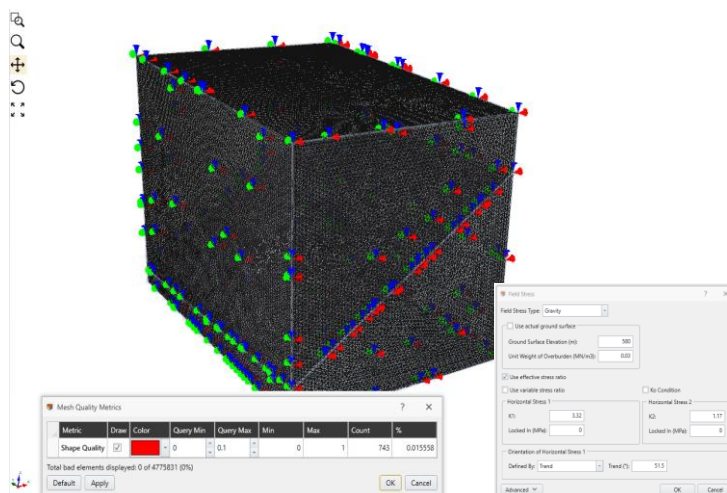 Mesh Quality Metrics
Metric Draw Color Query Min Query Max Min Max Count %
Shape Quality 0 0.1 0 1 743 0.015558
Total bad elements displayed: 0 of 4775831 (0%)
Default Apply OK Cancel
Field Stress
Field Stress Type: Gravity
Use actual ground surface
Ground Surface Elevation (m): 580
Unit Weight of Overburden (MN/m3): 0.03
Use effective stress ratio
Use variable stress ratio Ko Condition
Horizontal Stress 1 Horizontal Stress 2
K1: 3.32 K2: 1.17
Locked In (MPa): 0 Locked In (MPa): 0
Orientation of Horizontal Stress 1
Defined By: Trend Trend (°): 51.5
Advanced OK Cancel